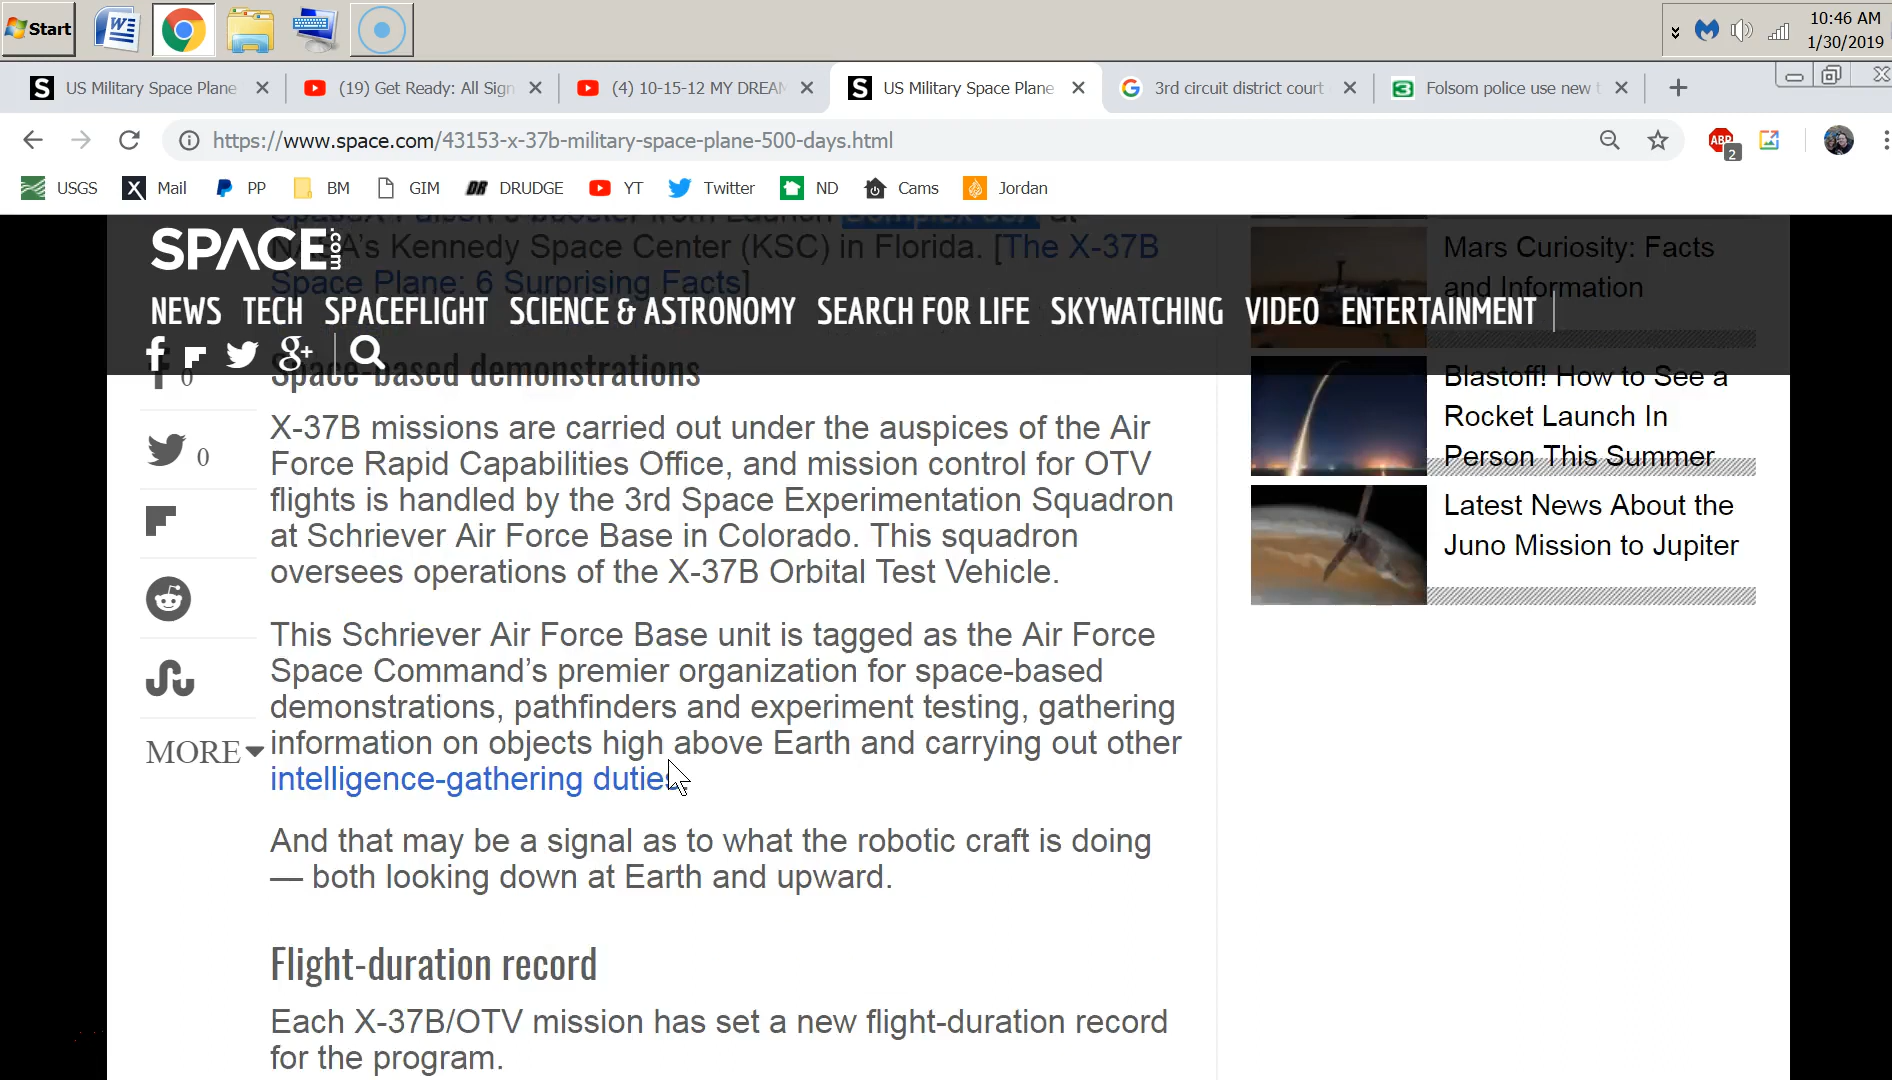 Start
10:46 AM
1/30/2019
US Military Space Plane
(19) Get Ready: All Sign
(4) 10-15-12 MY DREAM
US Military Space Plane
3rd circuit district court
Folsom police use new t
https://www.space.com/43153-x-37b-military-space-plane-500-days.html
ABP
2
USGS
X Mail
PP
BM
GIM
DR DRUDGE
YT
Twitter
ND
Cams
Jordan
NASA's Kennedy Space Center (KSC) in Florida. [The X-37B
Space Plane: 6 Surprising Facts]
SPACE.com
NEWS TECH SPACEFLIGHT SCIENCE & ASTRONOMY SEARCH FOR LIFE SKYWATCHING VIDEO ENTERTAINMENT
0
Space-based demonstrations
0
X-37B missions are carried out under the auspices of the Air
Force Rapid Capabilities Office, and mission control for OTV
flights is handled by the 3rd Space Experimentation Squadron
at Schriever Air Force Base in Colorado. This squadron
oversees operations of the X-37B Orbital Test Vehicle.
This Schriever Air Force Base unit is tagged as the Air Force
Space Command’s premier organization for space-based
demonstrations, pathfinders and experiment testing, gathering
information on objects high above Earth and carrying out other
intelligence-gathering duties.
MORE
And that may be a signal as to what the robotic craft is doing
— both looking down at Earth and upward.
Flight-duration record
Each X-37B/OTV mission has set a new flight-duration record
for the program.
Mars Curiosity: Facts
and Information
Blastoff! How to See a
Rocket Launch In
Person This Summer
Latest News About the
Juno Mission to Jupiter